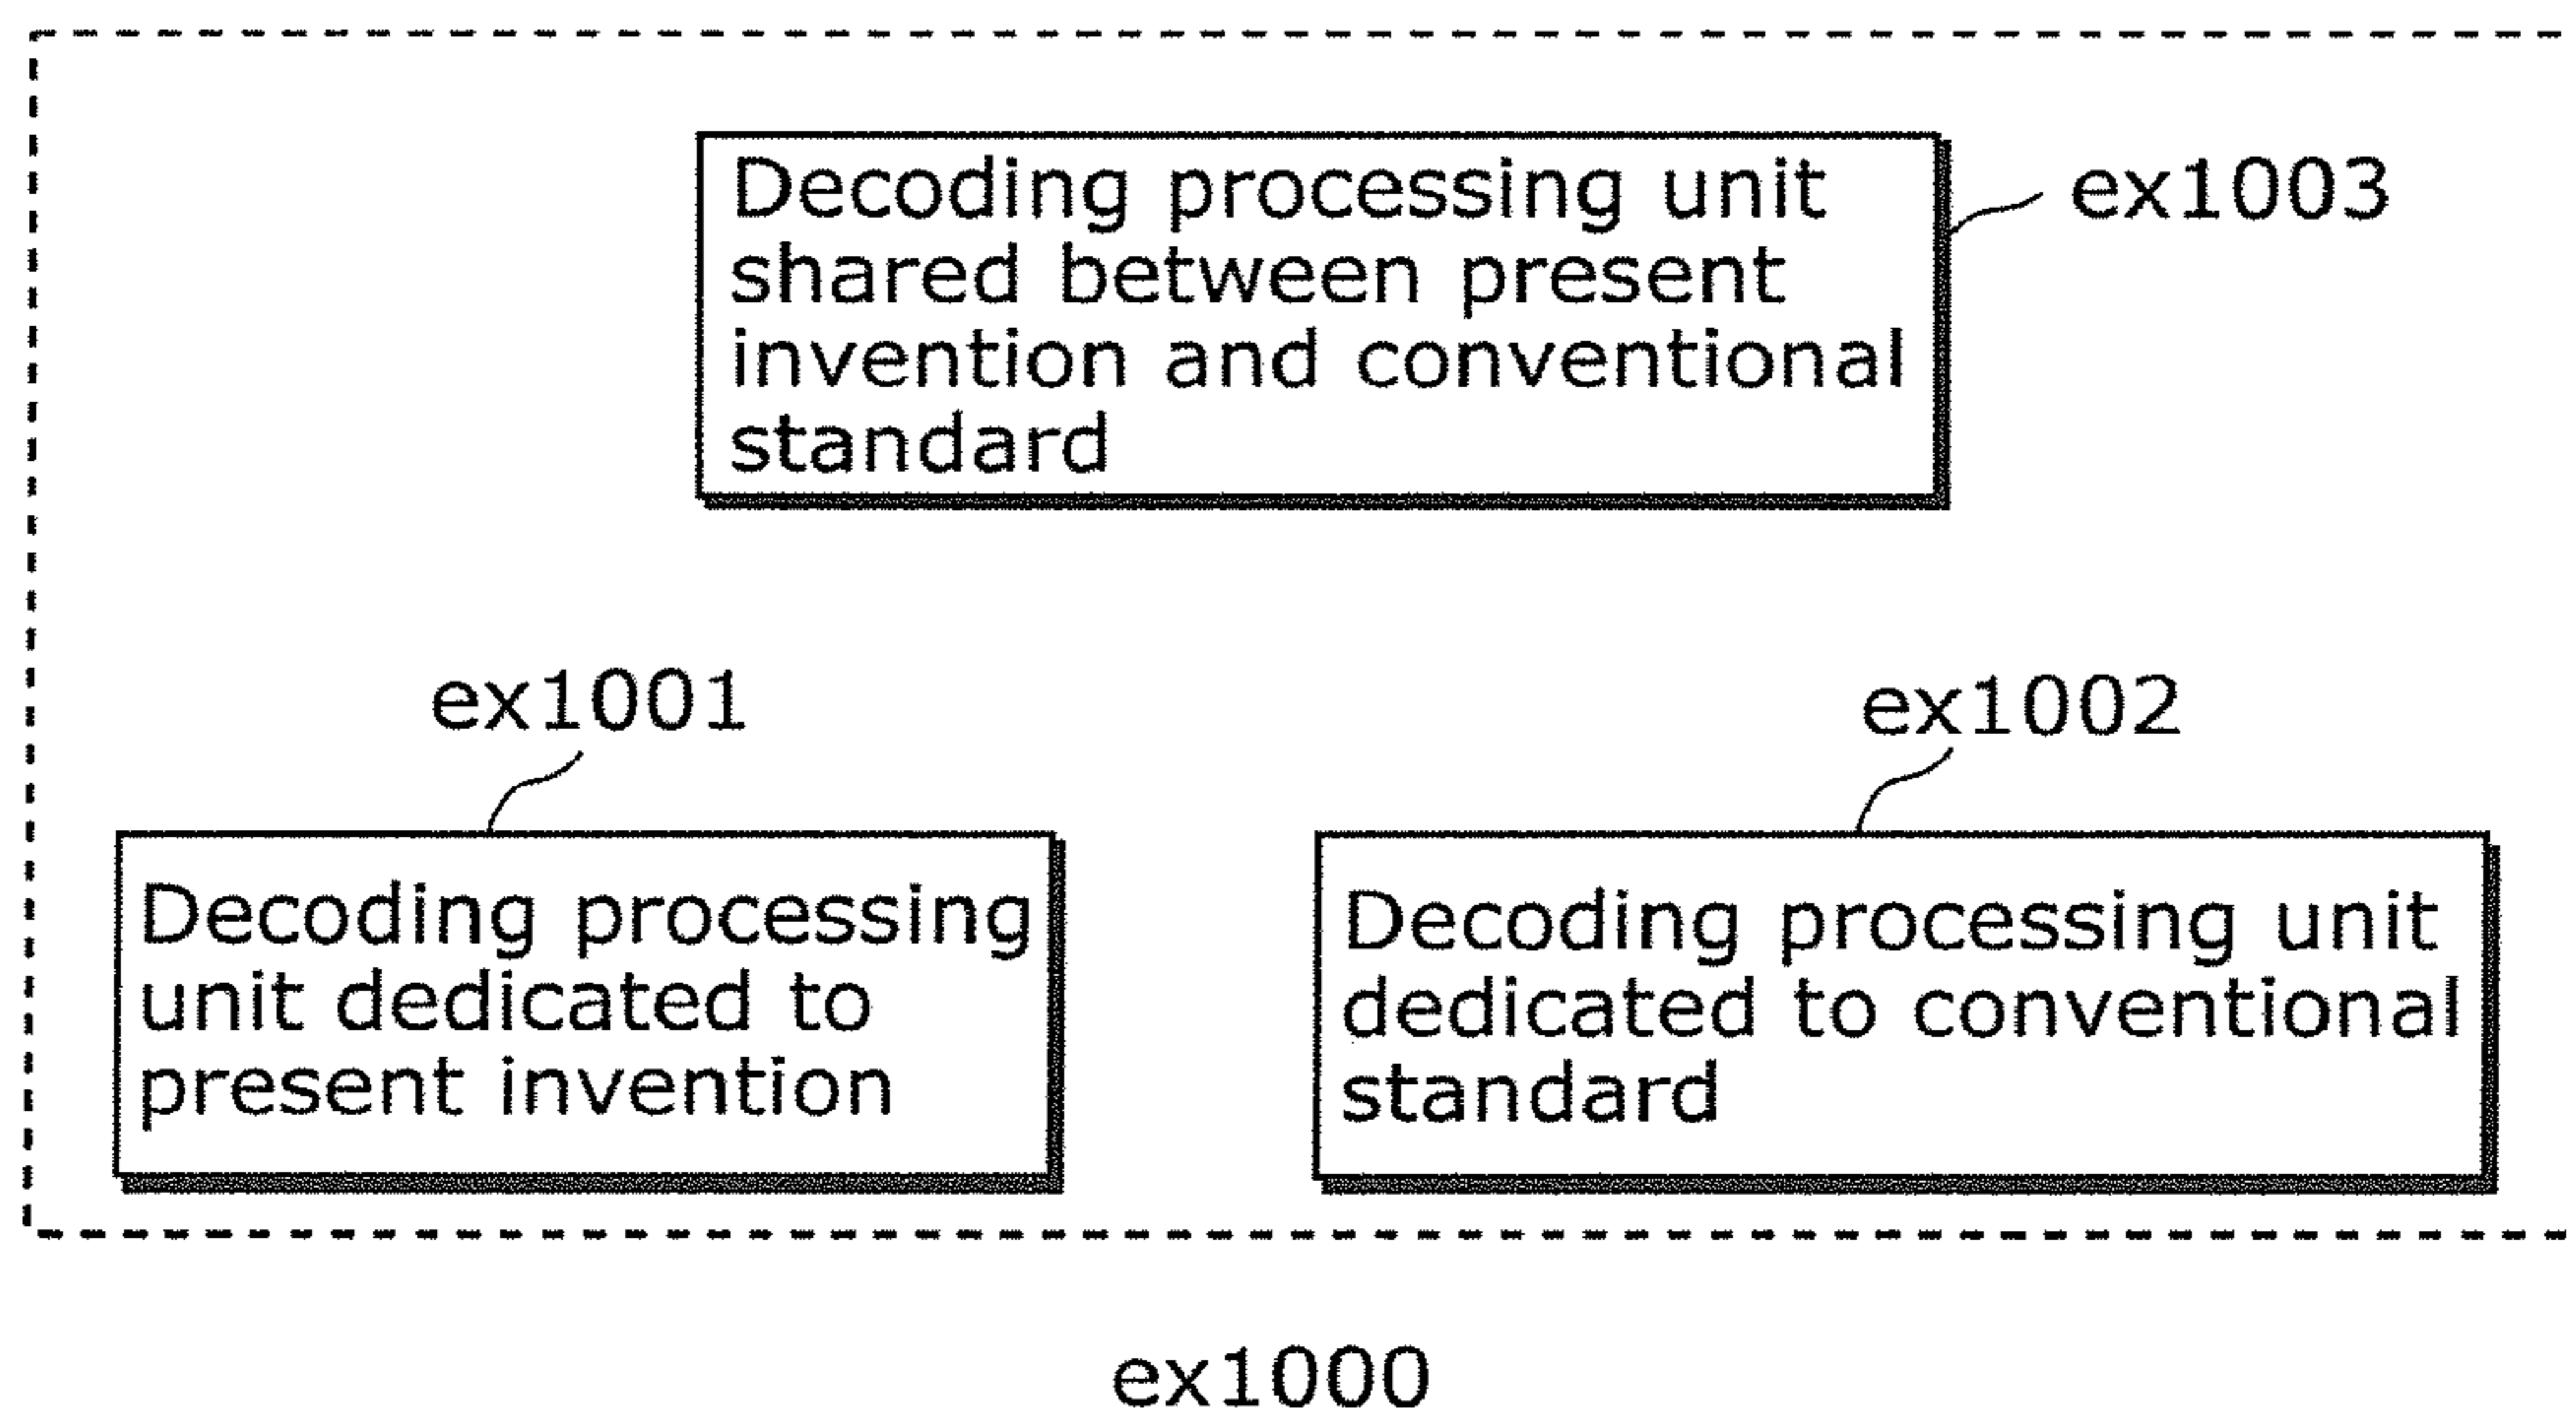 Decoding processing unit
shared between present
invention and conventional
standard
ex1003
ex1001
ex1002
Decoding processing
unit dedicated to
present invention
Decoding processing unit
dedicated to conventional
standard
ex1000